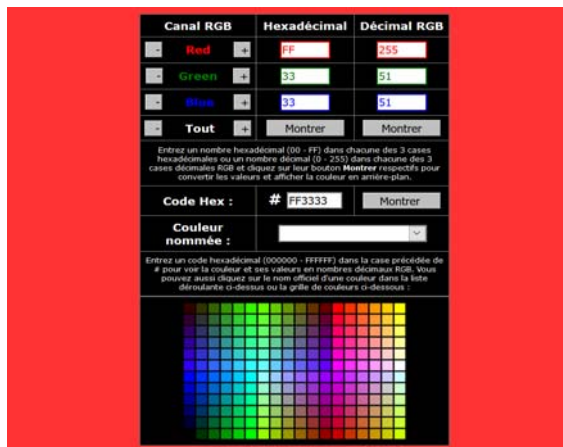 Canal RGB Hexadécimal Décimal RGB
- Red + FF 255
- Green + 33 51
- Blue + 33 51
- Tout + Montrer Montrer
Entrez un nombre hexadécimal (00 - FF) dans chacune des 3 cases
hexadécimales ou un nombre décimal (0 - 255) dans chacune des 3
cases décimales RGB et cliquez sur leur bouton Montrer respectifs pour
convertir les valeurs et afficher la couleur en arrière-plan.
Code Hex : # FF3333 Montrer
Couleur
nommée :
Entrez un code hexadécimal (000000 - FFFFFF) dans la case précédée de
# pour voir la couleur et ses valeurs en nombres décimaux RGB. Vous
pouvez aussi cliquez sur le nom officiel d'une couleur dans la liste
déroulante ci-dessus ou la grille de couleurs ci-dessous :